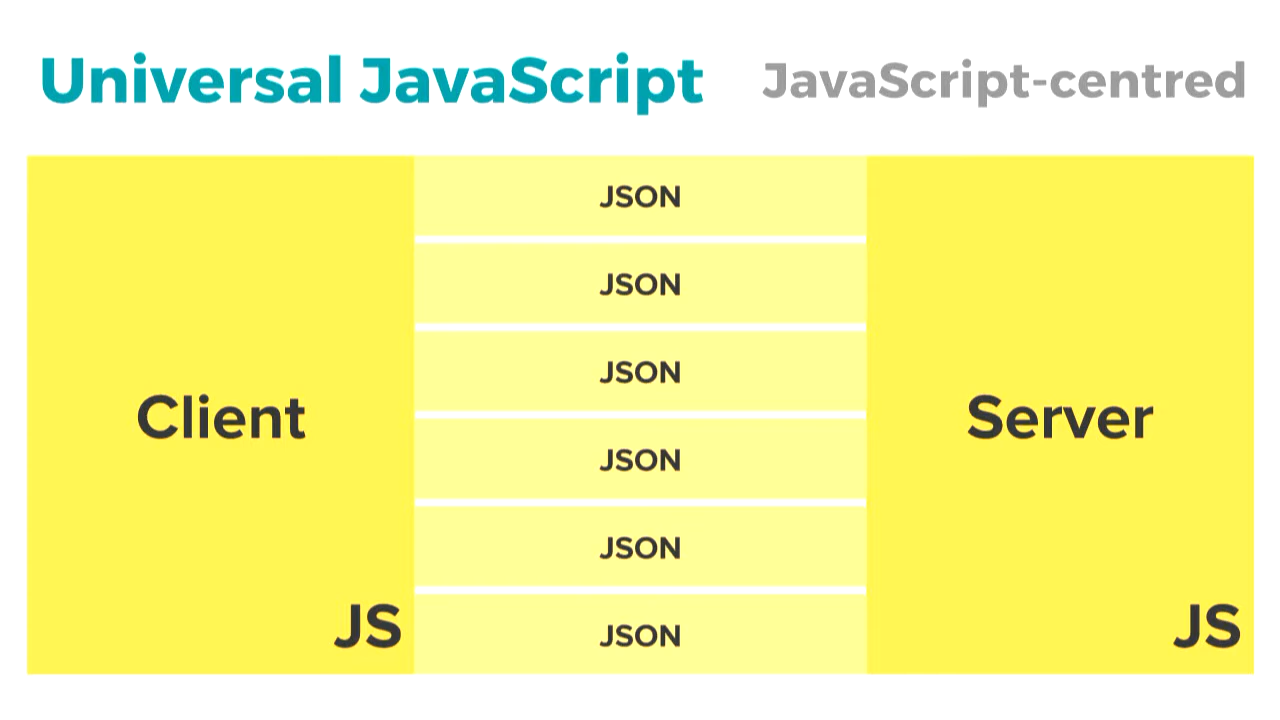 Universal JavaScript
JavaScript-centred
JSON
JSON
JSON
Client
Server
JSON
JSON
JSON
JS
JS